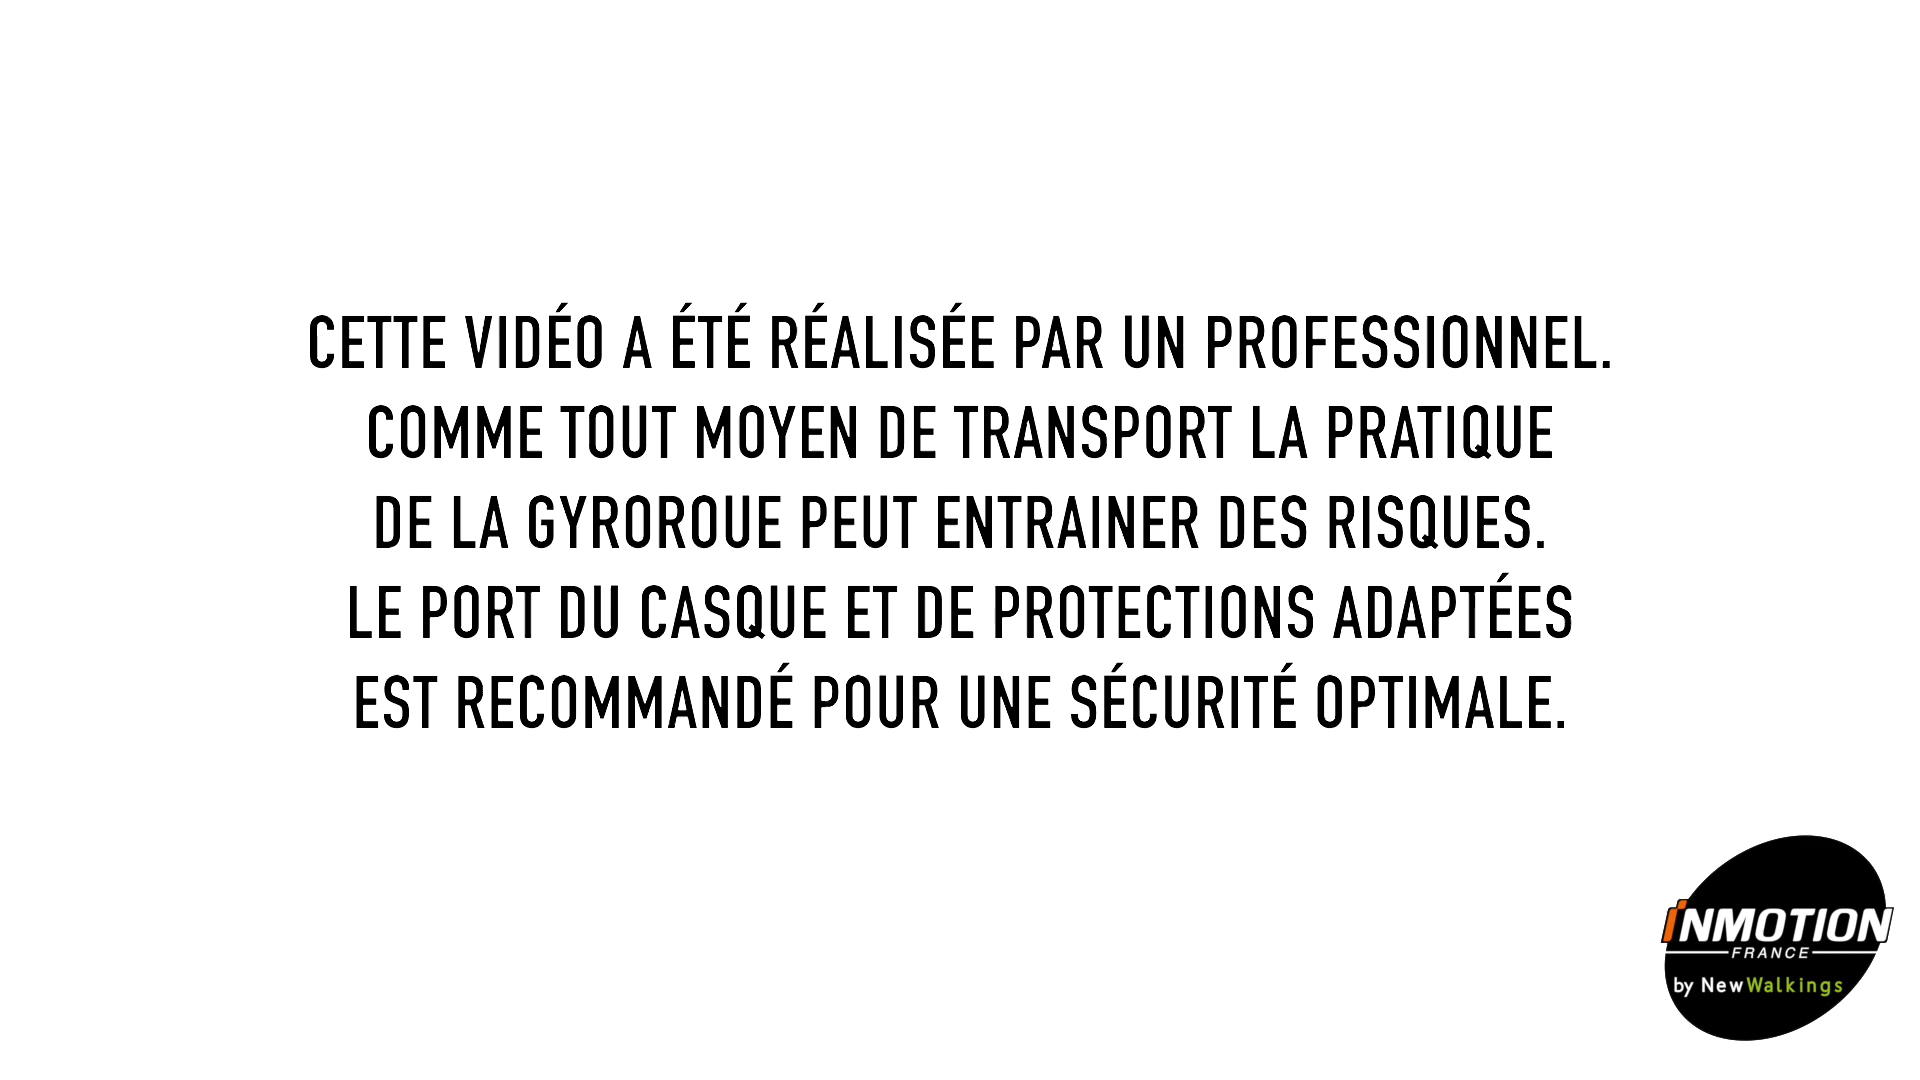 CETTE VIDÉO A ÉTÉ RÉALISÉE PAR UN PROFESSIONNEL.
COMME TOUT MOYEN DE TRANSPORT LA PRATIQUE
DE LA GYROROUE PEUT ENTRAINER DES RISQUES.
LE PORT DU CASQUE ET DE PROTECTIONS ADAPTÉES
EST RECOMMANDÉ POUR UNE SÉCURITÉ OPTIMALE.
INMOTION
FRANCE
by NewWalkings